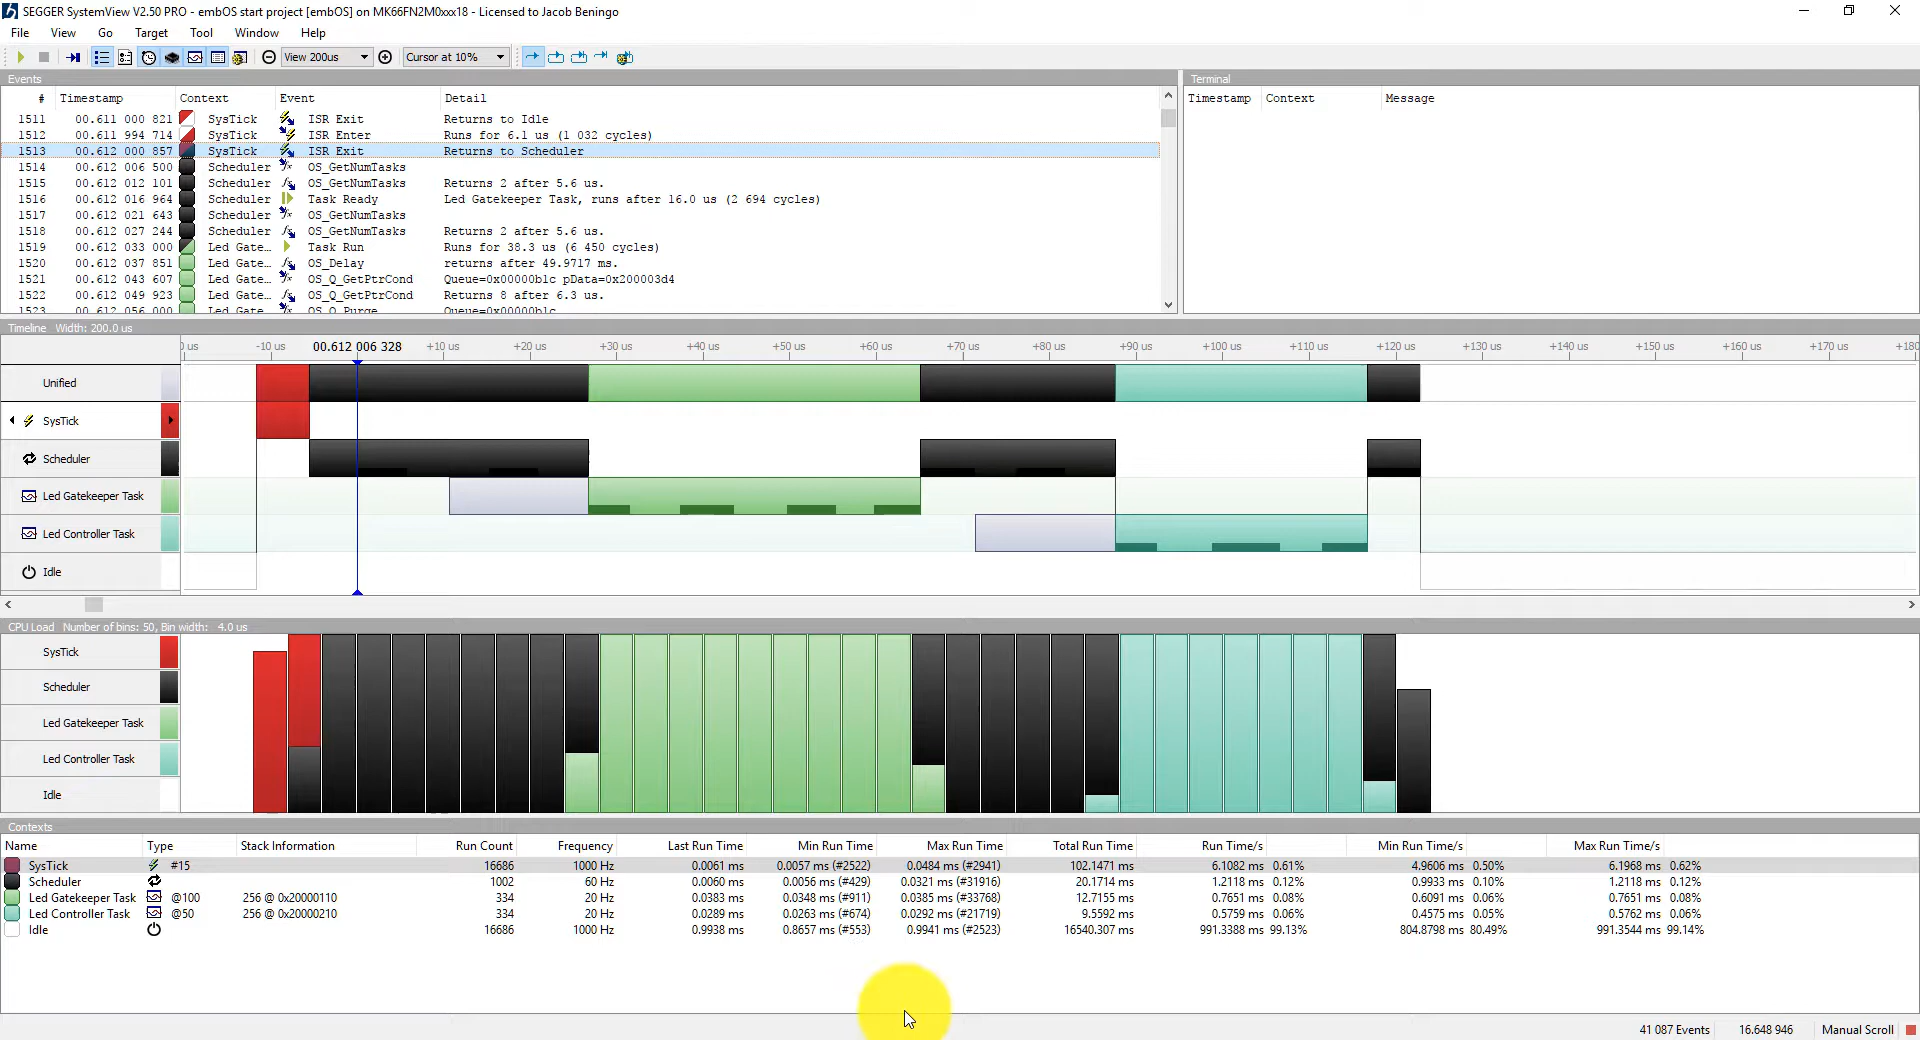 SEGGER SystemView V2.50 PRO - embOS start project [embOS] on MK66FN2M0xxx18 - Licensed to Jacob Beningo
File View Go Target Tool Window Help
View 200us Cursor at 10%
Events
# Timestamp Context Event Detail
1511 00.611 000 821 SysTick ISR Exit Returns to Idle
1512 00.611 994 714 SysTick ISR Enter Runs for 6.1 us (1 032 cycles)
1513 00.612 000 857 SysTick ISR Exit Returns to Scheduler
1514 00.612 006 500 Scheduler OS_GetNumTasks
1515 00.612 012 101 Scheduler OS_GetNumTasks Returns 2 after 5.6 us.
1516 00.612 016 964 Scheduler Task Ready Led Gatekeeper Task, runs after 16.0 us (2 694 cycles)
1517 00.612 021 643 Scheduler OS_GetNumTasks
1518 00.612 027 244 Scheduler OS_GetNumTasks Returns 2 after 5.6 us.
1519 00.612 033 000 Led Gate… Task Run Runs for 38.3 us (6 450 cycles)
1520 00.612 037 851 Led Gate… OS_Delay returns after 49.9717 ms.
1521 00.612 043 607 Led Gate… OS_Q_GetPtrCond Queue=0x00000blc pData=0x200003d4
1522 00.612 049 923 Led Gate… OS_Q_GetPtrCond Returns 8 after 6.3 us.
1523 00.612 056 000 Led Gate… OS_Q_Purge Queue=0x00000blc
Terminal
Timestamp Context Message
Timeline Width: 200.0 us
0 us -10 us 00.612 006 328 +10 us +20 us +30 us +40 us +50 us +60 us +70 us +80 us +90 us +100 us +110 us +120 us +130 us +140 us +150 us +160 us +170 us +180
Unified
SysTick
Scheduler
Led Gatekeeper Task
Led Controller Task
Idle
CPU Load Number of bins: 50, Bin width: 4.0 us
SysTick
Scheduler
Led Gatekeeper Task
Led Controller Task
Idle
Contexts
Name Type Stack Information Run Count Frequency Last Run Time Min Run Time Max Run Time Total Run Time Run Time/s Min Run Time/s Max Run Time/s
SysTick #15 16686 1000 Hz 0.0061 ms 0.0057 ms (#2522) 0.0484 ms (#2941) 102.1471 ms 6.1082 ms 0.61% 4.9606 ms 0.50% 6.1968 ms 0.62%
Scheduler 1002 60 Hz 0.0060 ms 0.0056 ms (#429) 0.0321 ms (#31916) 20.1714 ms 1.2118 ms 0.12% 0.9933 ms 0.10% 1.2118 ms 0.12%
Led Gatekeeper Task @100 256 @ 0x20000110 334 20 Hz 0.0383 ms 0.0348 ms (#911) 0.0385 ms (#33768) 12.7155 ms 0.7651 ms 0.08% 0.6091 ms 0.06% 0.7651 ms 0.08%
Led Controller Task @50 256 @ 0x20000210 334 20 Hz 0.0289 ms 0.0263 ms (#674) 0.0292 ms (#21719) 9.5592 ms 0.5759 ms 0.06% 0.4575 ms 0.05% 0.5762 ms 0.06%
Idle 16686 1000 Hz 0.9938 ms 0.8657 ms (#553) 0.9941 ms (#2523) 16540.307 ms 991.3388 ms 99.13% 804.8798 ms 80.49% 991.3544 ms 99.14%
41 087 Events 16.648 946 Manual Scroll